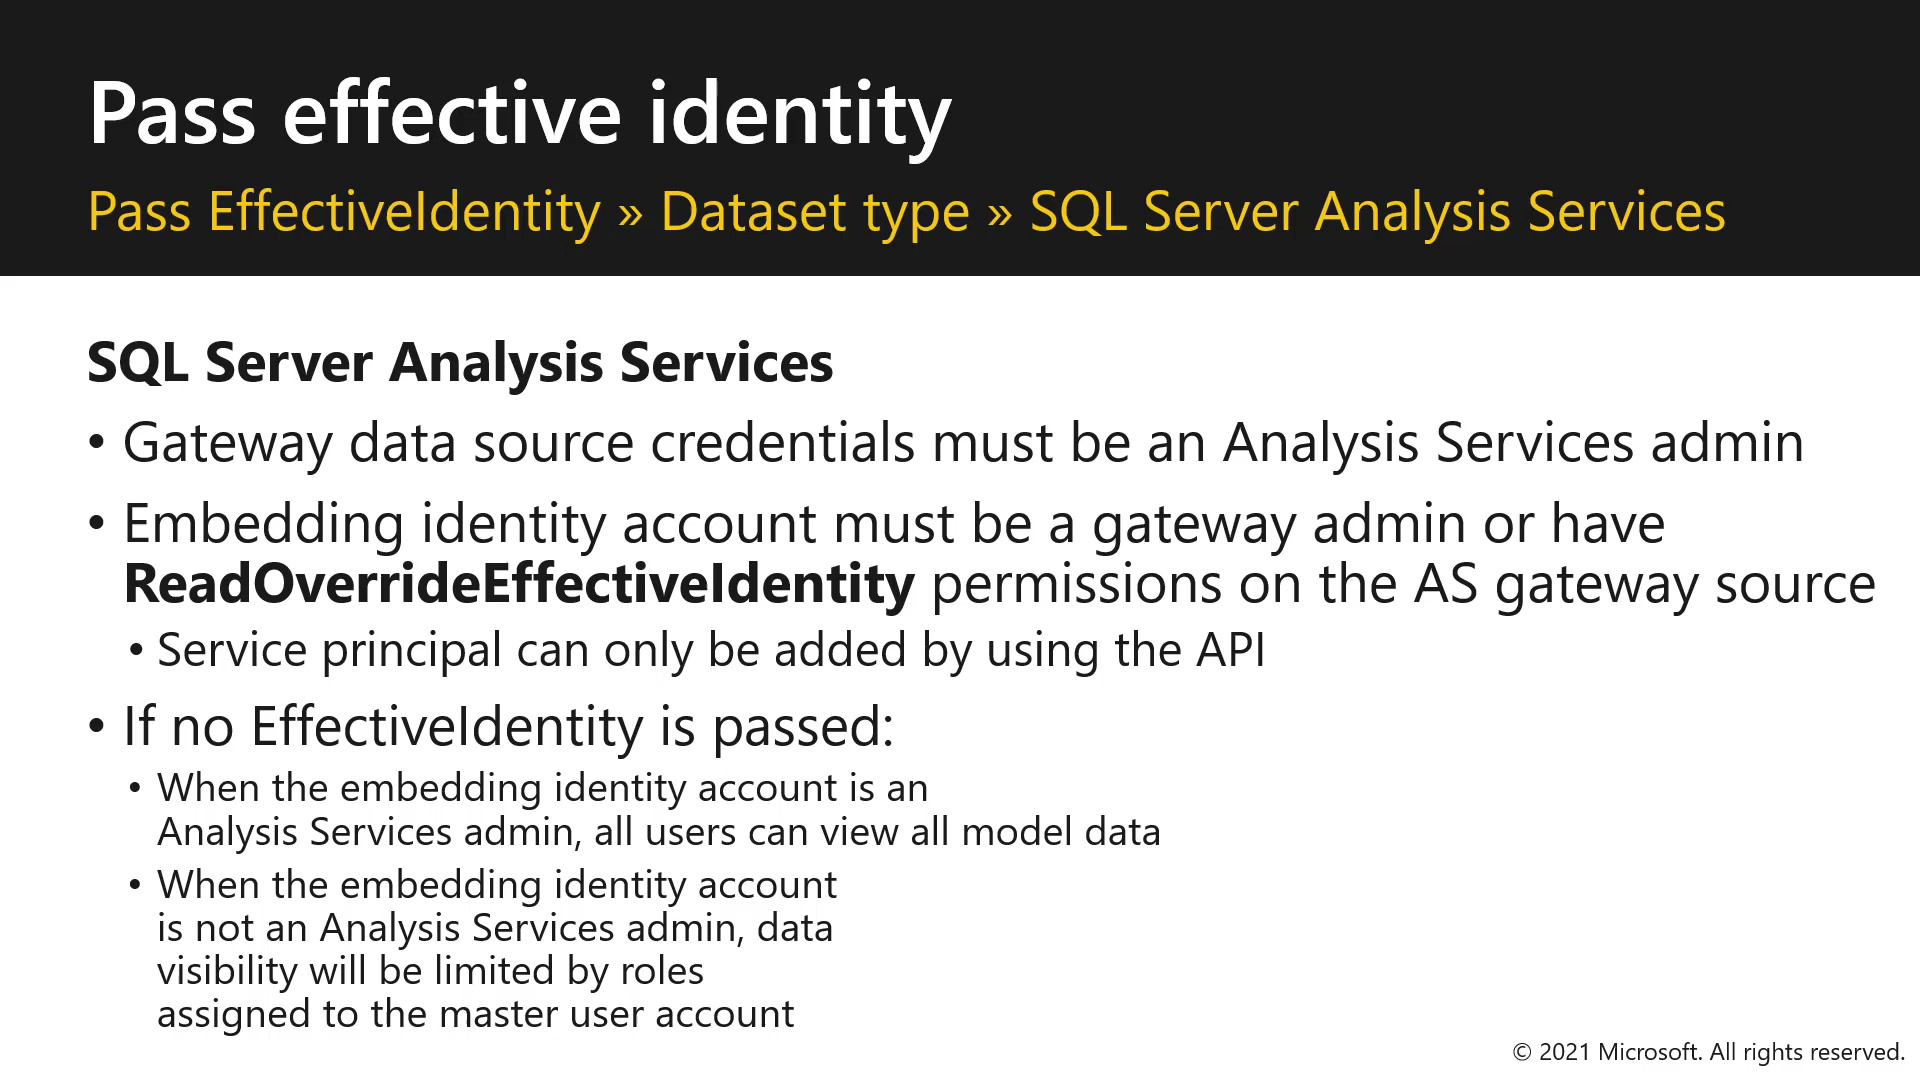 Pass effective identity
Pass EffectiveIdentity » Dataset type » SQL Server Analysis Services
SQL Server Analysis Services
• Gateway data source credentials must be an Analysis Services admin
• Embedding identity account must be a gateway admin or have
ReadOverrideEffectiveIdentity permissions on the AS gateway source
• Service principal can only be added by using the API
• If no EffectiveIdentity is passed:
• When the embedding identity account is an
Analysis Services admin, all users can view all model data
• When the embedding identity account
is not an Analysis Services admin, data
visibility will be limited by roles
assigned to the master user account
© 2021 Microsoft. All rights reserved.